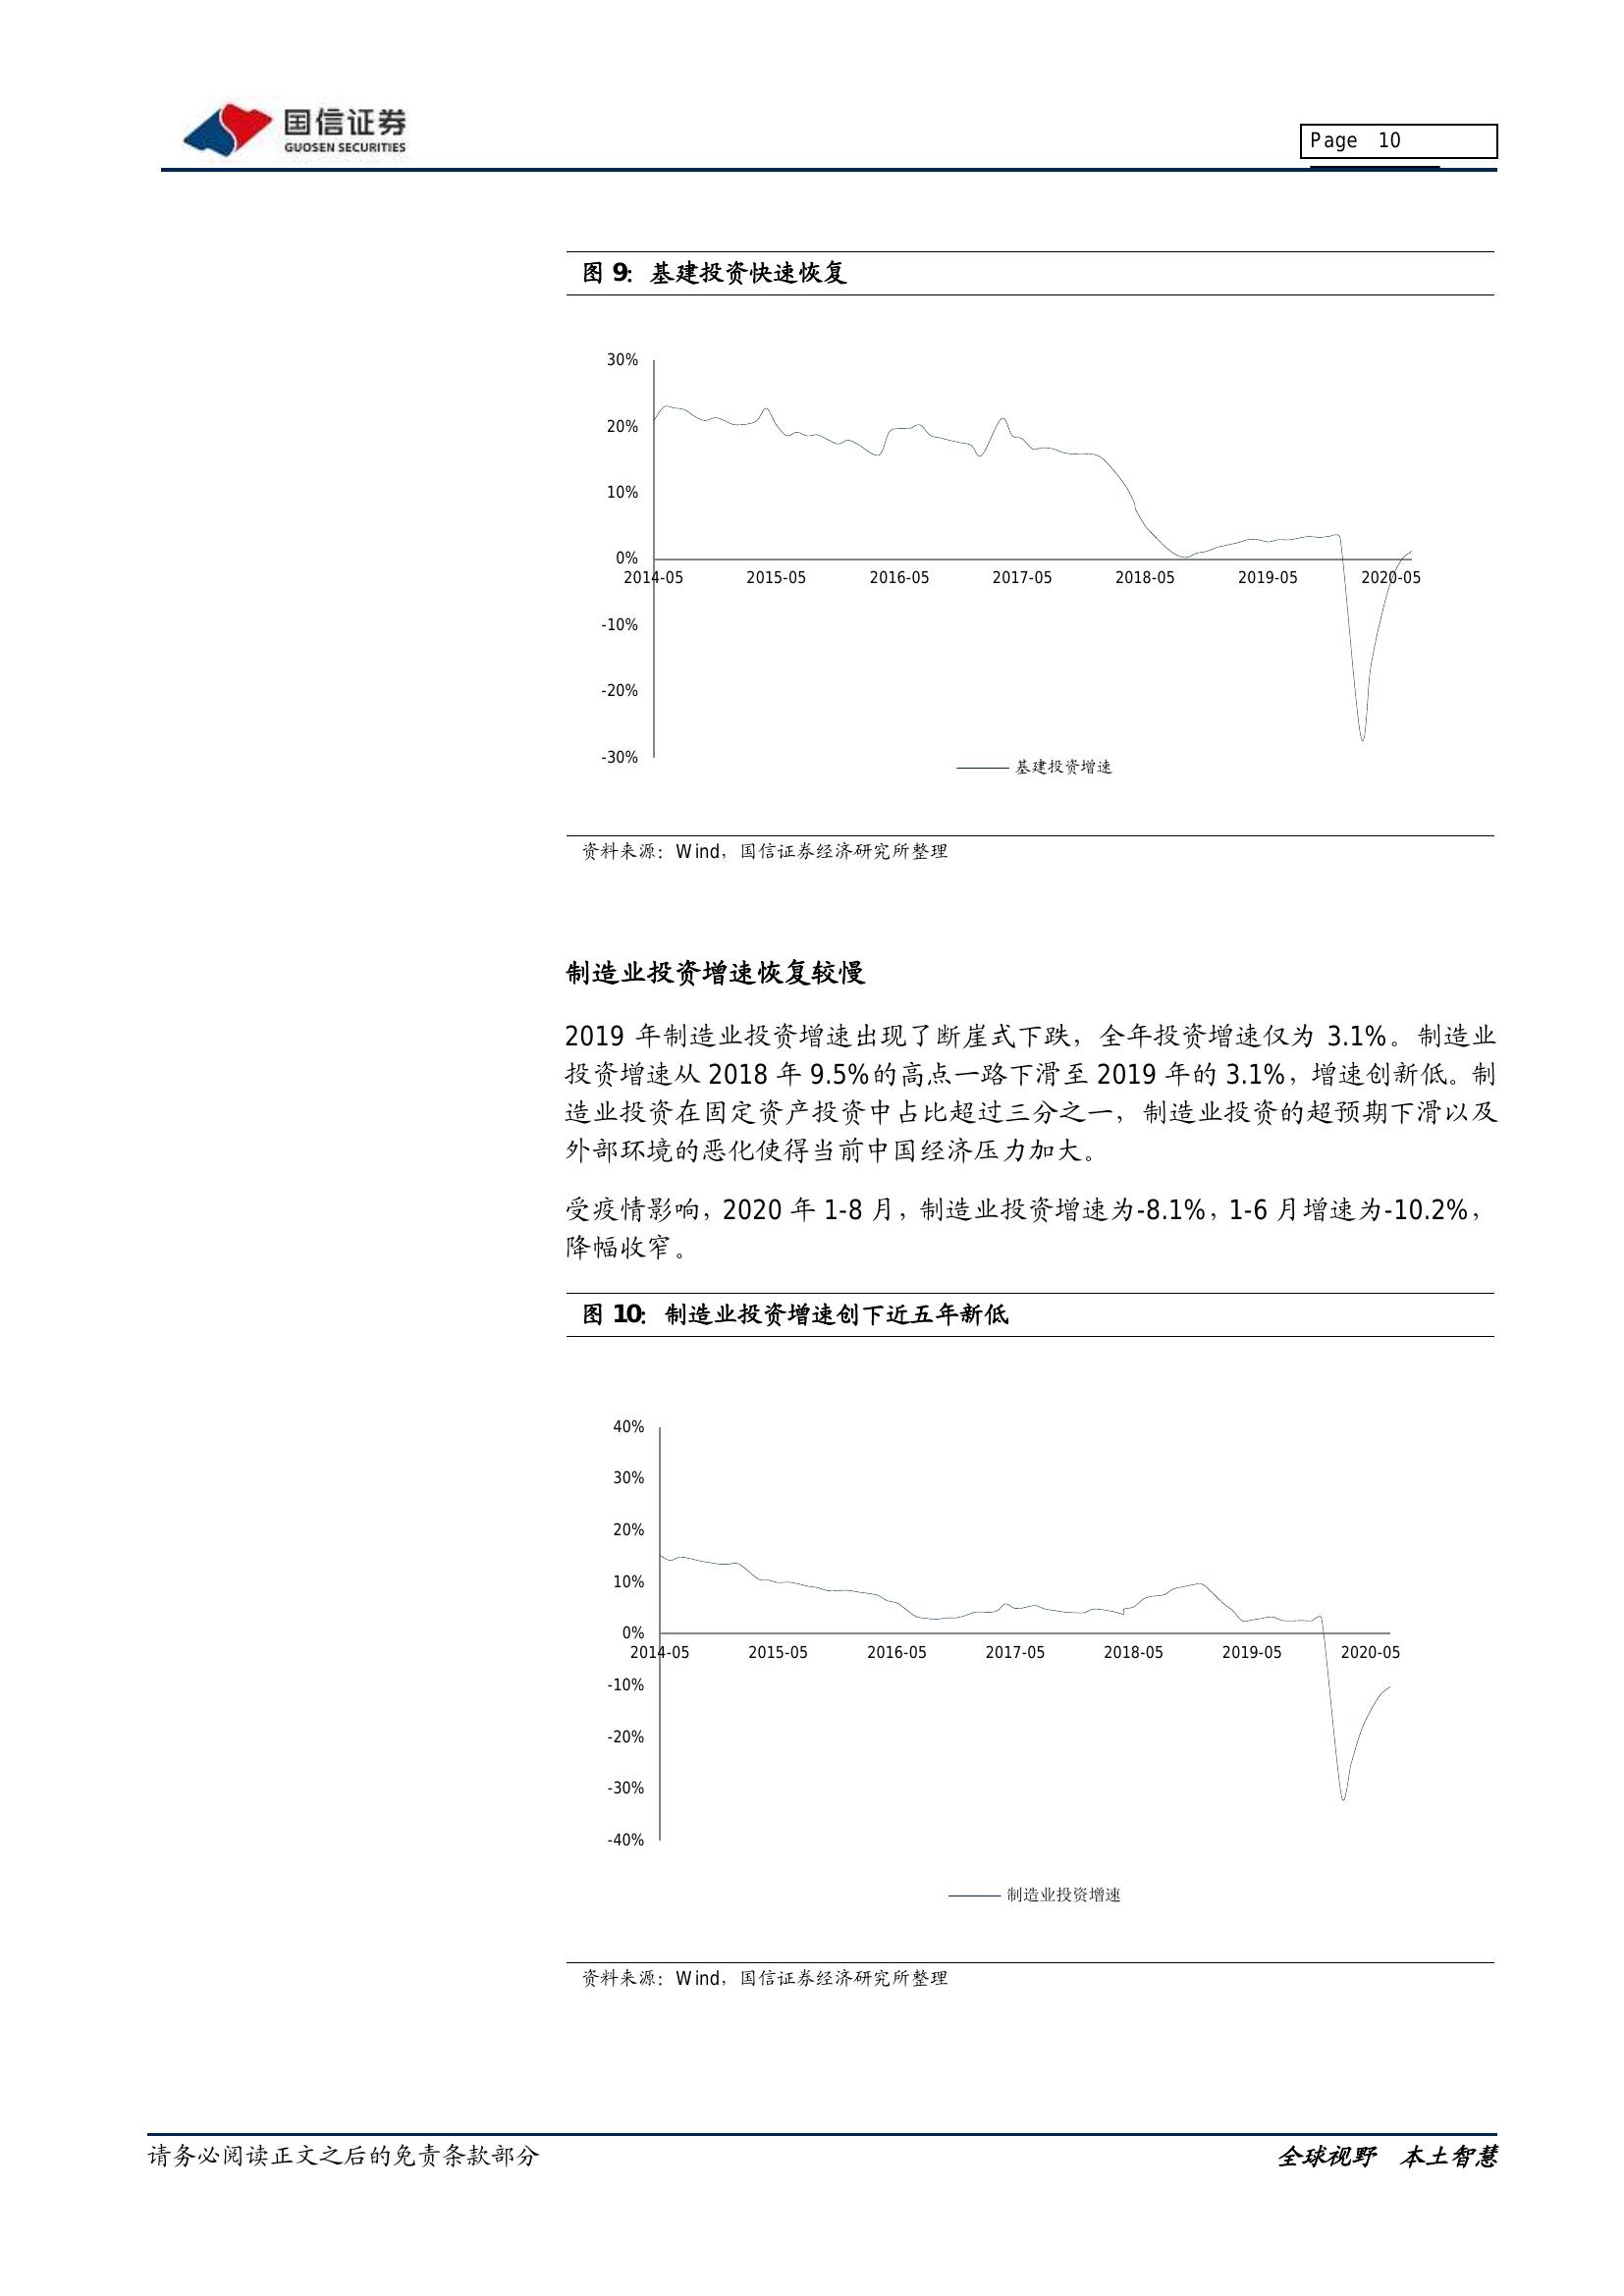 国信证券
GUOSEN SECURITIES
Page 10
图 9：基建投资快速恢复
30%
20%
10%
0%
-10%
-20%
-30%
2014-05 2015-05 2016-05 2017-05 2018-05 2019-05 2020-05
基建投资增速
资料来源：Wind，国信证券经济研究所整理
制造业投资增速恢复较慢
2019 年制造业投资增速出现了断崖式下跌，全年投资增速仅为 3.1%。制造业
投资增速从 2018 年 9.5%的高点一路下滑至 2019 年的 3.1%，增速创新低。制
造业投资在固定资产投资中占比超过三分之一，制造业投资的超预期下滑以及
外部环境的恶化使得当前中国经济压力加大。
受疫情影响，2020 年 1-8 月，制造业投资增速为-8.1%，1-6 月增速为-10.2%，
降幅收窄。
图 10：制造业投资增速创下近五年新低
40%
30%
20%
10%
0%
-10%
-20%
-30%
-40%
2014-05 2015-05 2016-05 2017-05 2018-05 2019-05 2020-05
制造业投资增速
资料来源：Wind，国信证券经济研究所整理
请务必阅读正文之后的免责条款部分
全球视野 本土智慧